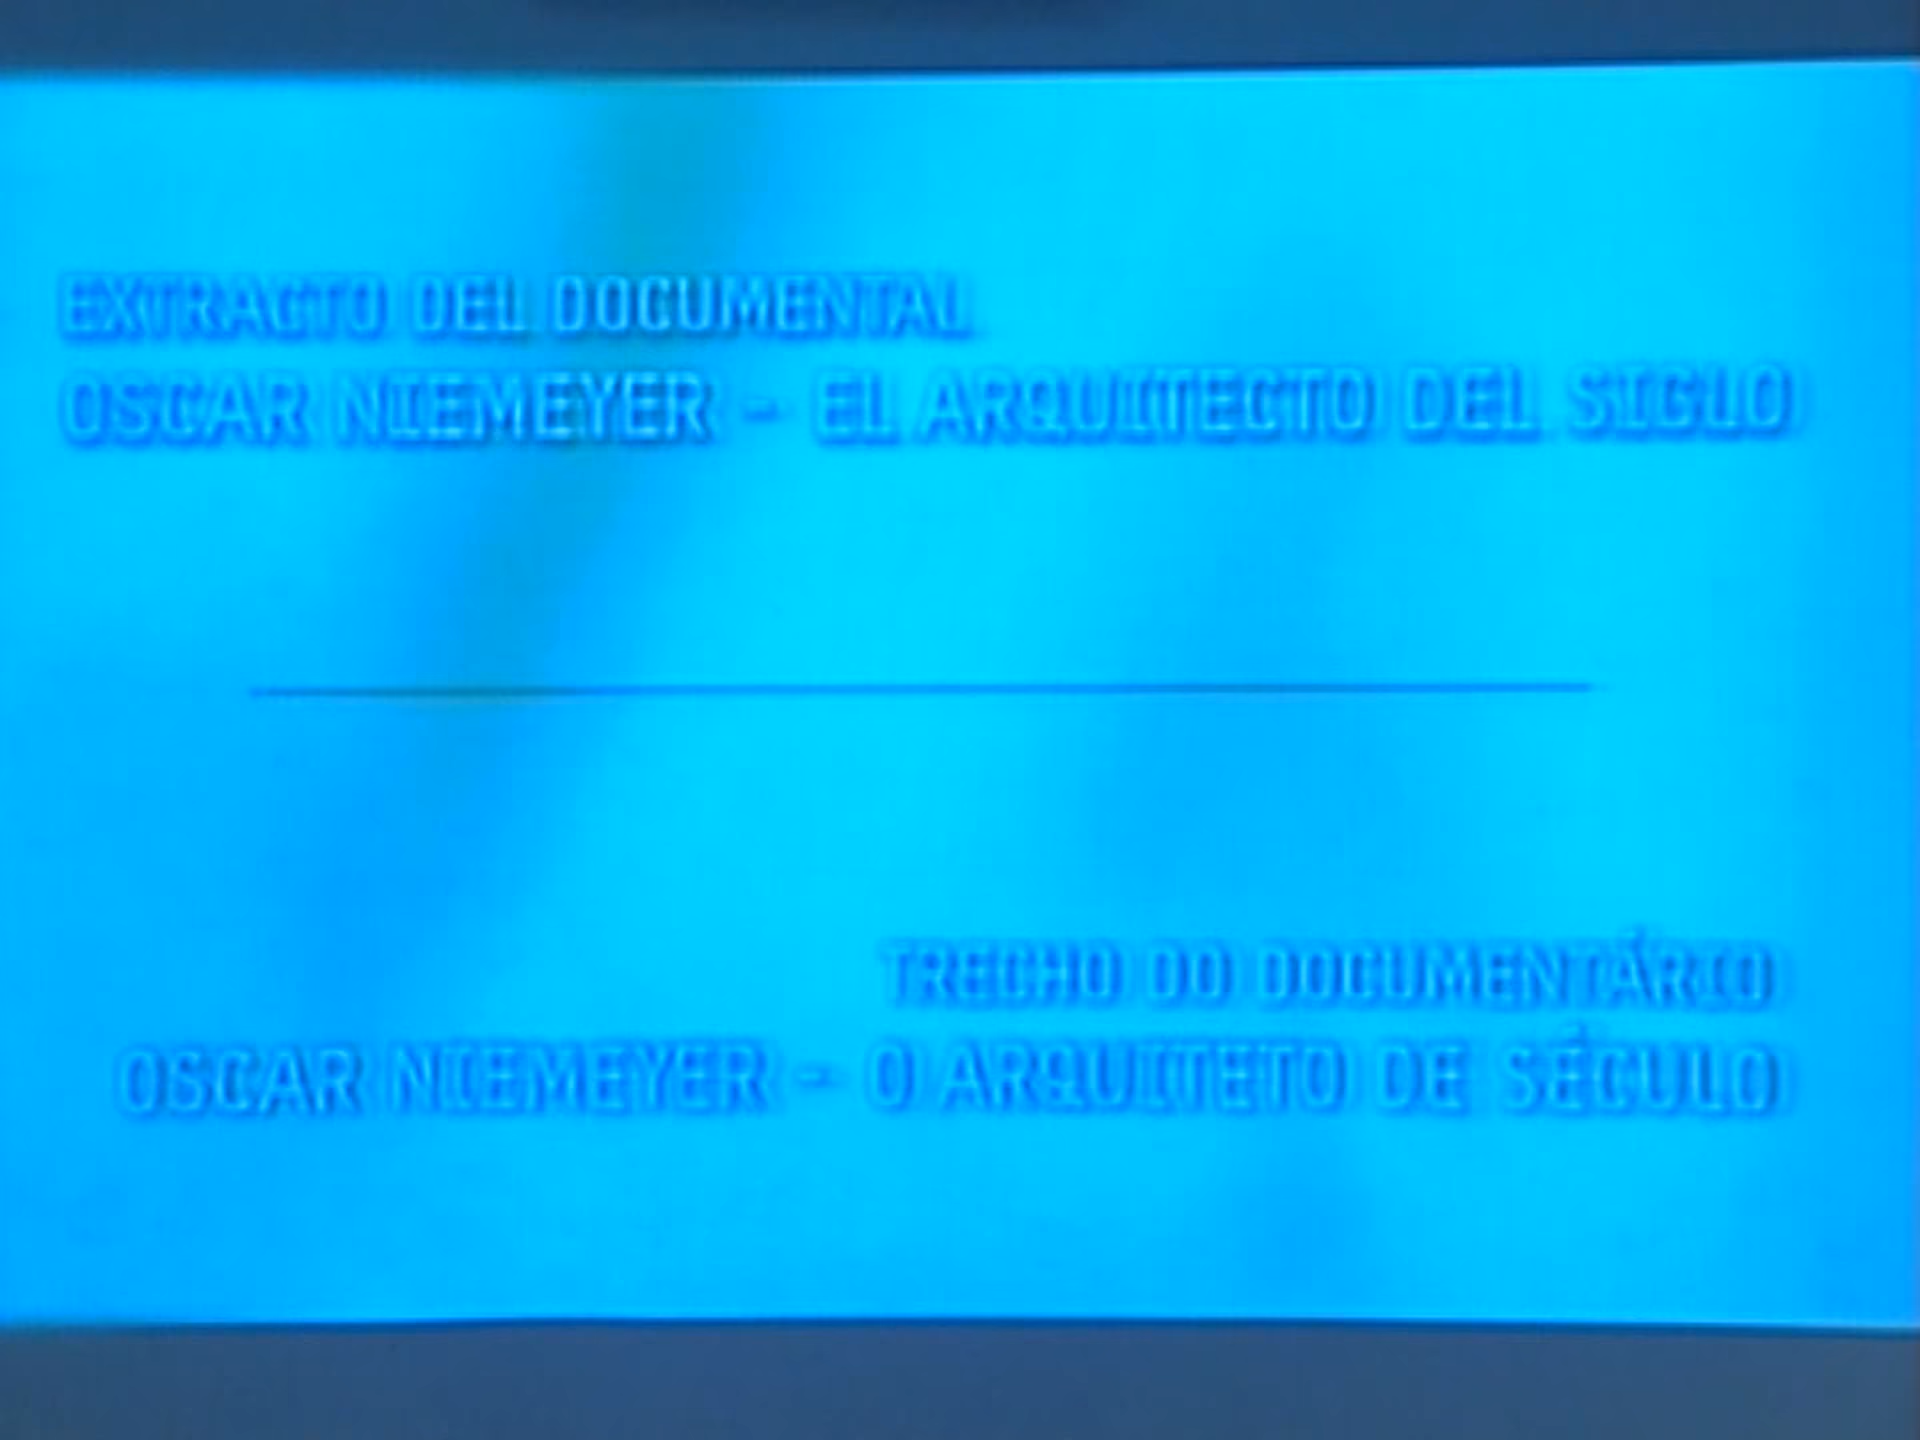 EXTRACTO DEL DOCUMENTAL
OSCAR NIEMEYER - EL ARQUITECTO DEL SIGLO
TRECHO DO DOCUMENTÁRIO
OSCAR NIEMEYER - O ARQUITETO DE SÉCULO